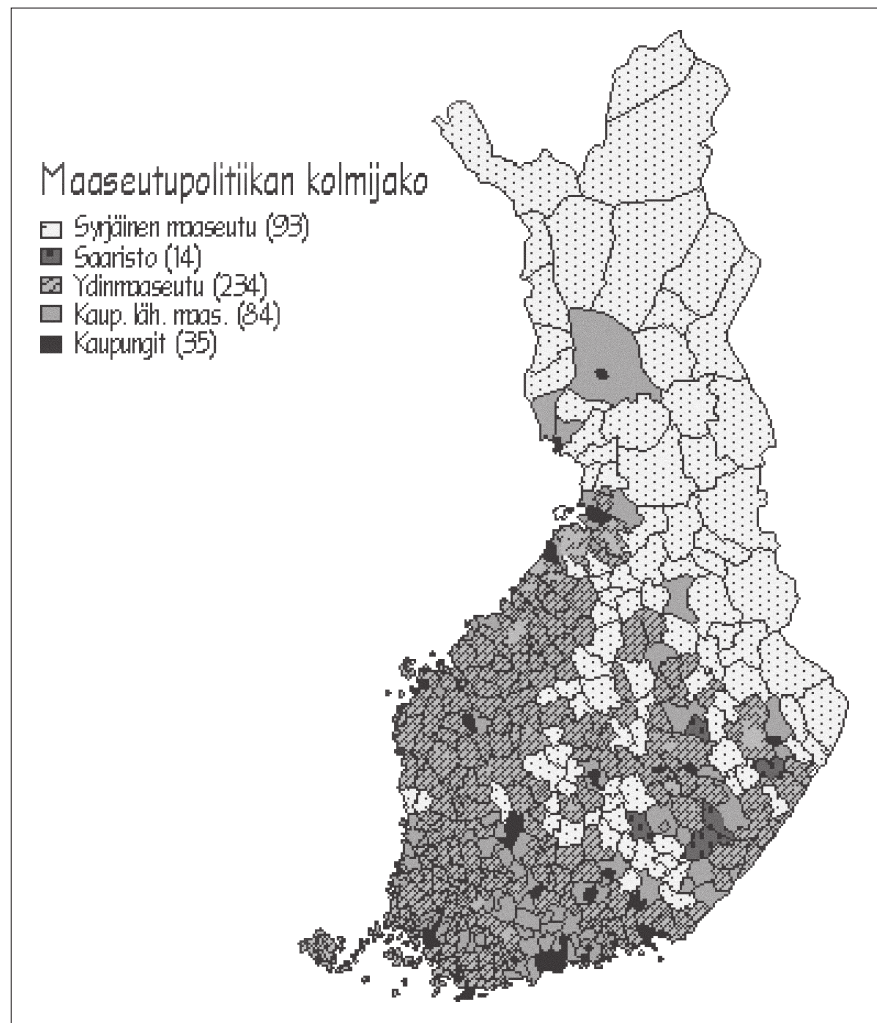 Maaseutupolitiikan kolmijako
Syrjäinen maaseutu (93)
Saaristo (14)
Ydinmaaseutu (234)
Kaup. läh. maas. (84)
Kaupungit (35)